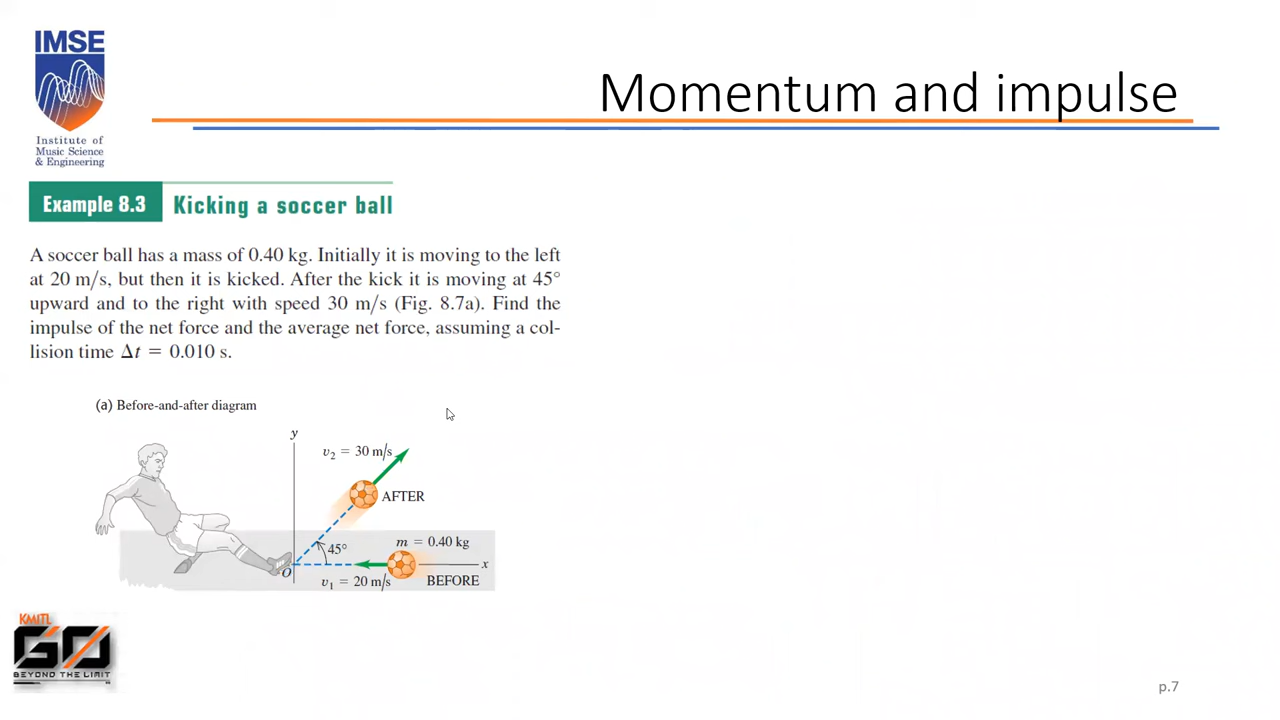 IMSE
Institute of
Music Science
& Engineering
Momentum and impulse
Example 8.3 Kicking a soccer ball
A soccer ball has a mass of 0.40 kg. Initially it is moving to the left
at 20 m/s, but then it is kicked. After the kick it is moving at 45°
upward and to the right with speed 30 m/s (Fig. 8.7a). Find the
impulse of the net force and the average net force, assuming a col-
lision time Δt = 0.010 s.
(a) Before-and-after diagram
y
v₂ = 30 m/s
AFTER
45°
m = 0.40 kg
x
O
v₁ = 20 m/s
BEFORE
KMITL
GO
BEYOND THE LIMIT
p.7